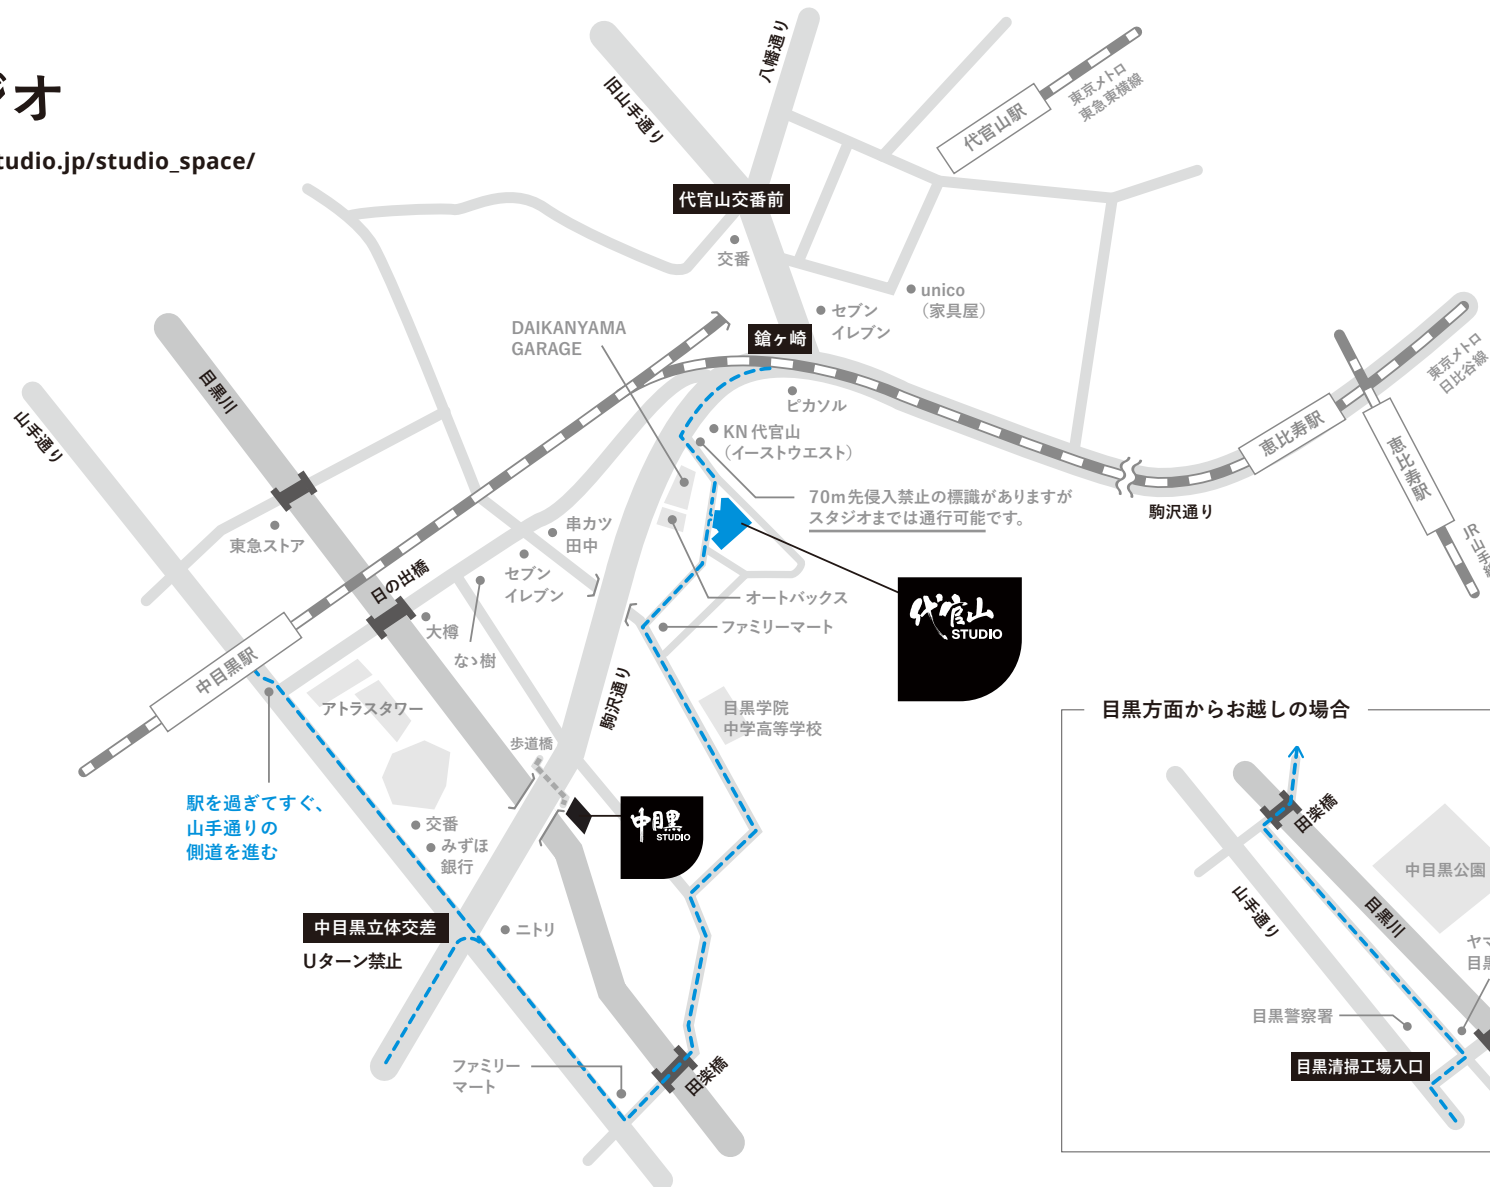 ジオ
tudio.jp/studio_space/
旧山手通り
八幡通り
代官山駅
東京メトロ
東急東横線
代官山交番前
交番
unico
（家具屋）
セブン
イレブン
DAIKANYAMA
GARAGE
鎗ヶ崎
ピカソル
KN 代官山
（イーストウエスト）
70m先侵入禁止の標識がありますが
スタジオまでは通行可能です。
東京メトロ
日比谷線
恵比寿駅
恵比寿駅
JR
山手線
駒沢通り
目黒川
山手通り
東急ストア
日の出橋
串カツ
田中
セブン
イレブン
大樽
なゝ樹
中目黒駅
アトラスタワー
オートバックス
ファミリーマート
代官山
STUDIO
駒沢通り
目黒学院
中学高等学校
歩道橋
中目黒
STUDIO
駅を過ぎてすぐ、
山手通りの
側道を進む
交番
みずほ
銀行
中目黒立体交差
Uターン禁止
ニトリ
ファミリー
マート
田楽橋
目黒方面からお越しの場合
田楽橋
中目黒公園
山手通り
目黒川
ヤマ
目黒
目黒警察署
目黒清掃工場入口